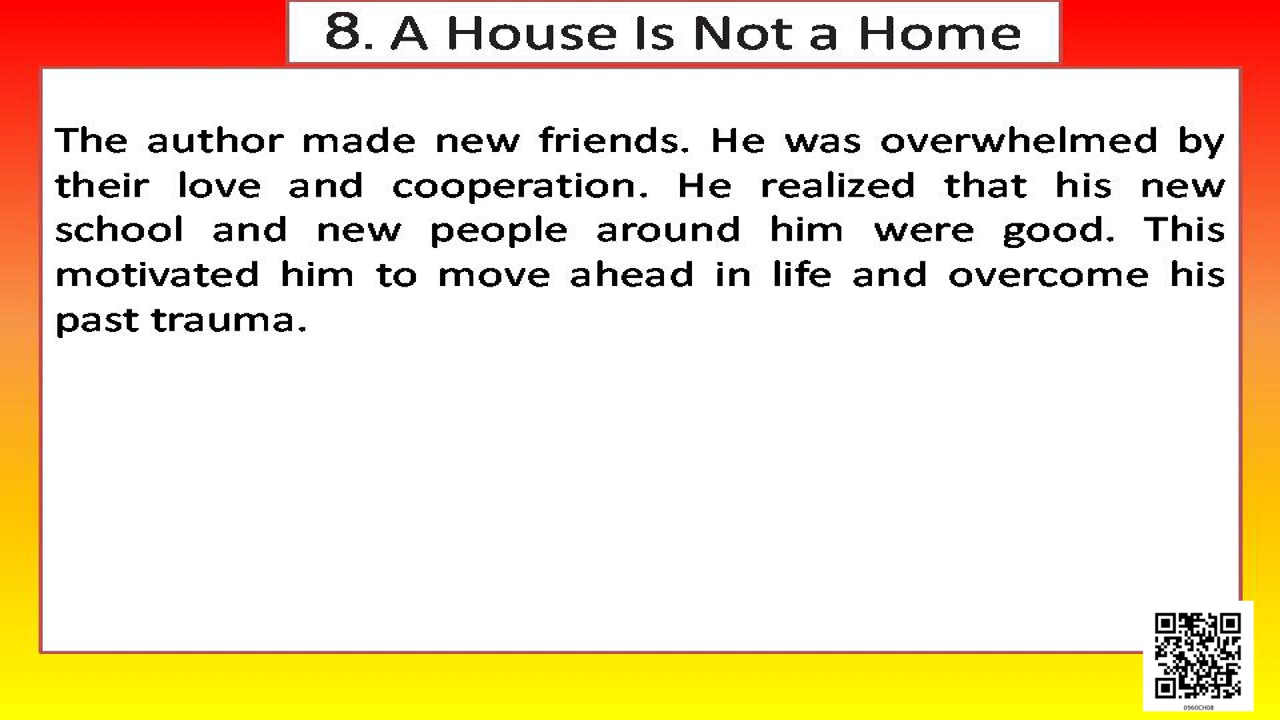 8. A House Is Not a Home
The author made new friends. He was overwhelmed by
their love and cooperation. He realized that his new
school and new people around him were good. This
motivated him to move ahead in life and overcome his
past trauma.
0960CH08